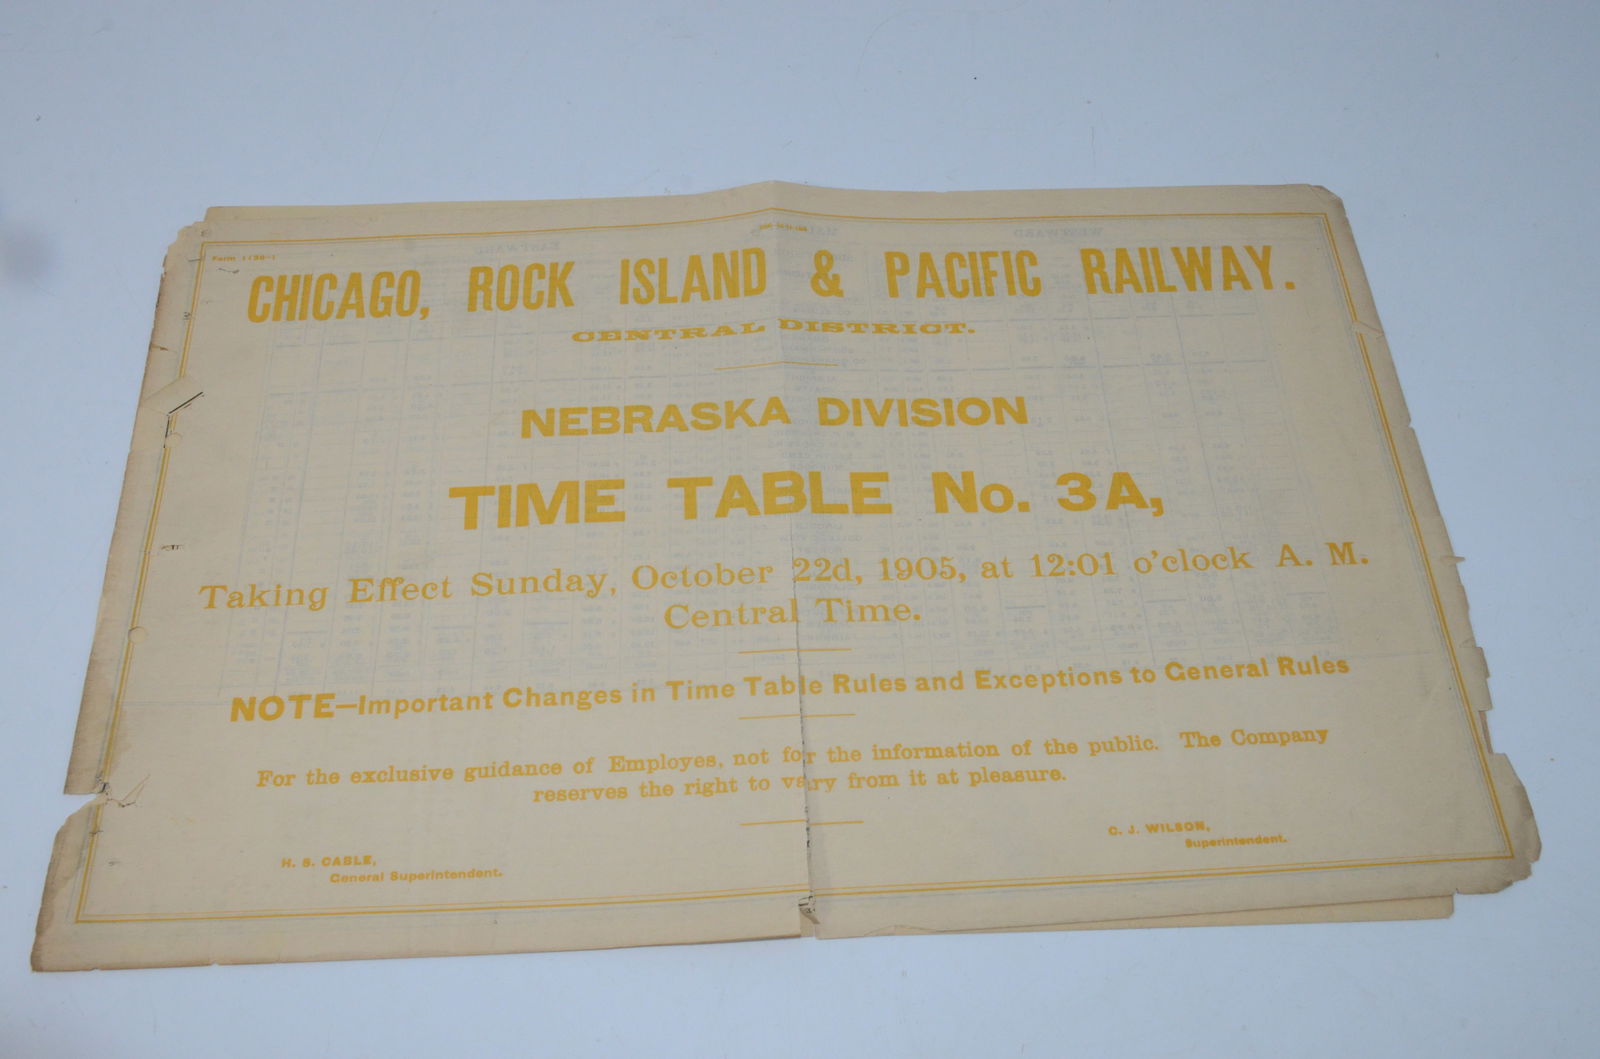 Form 1136-1
CHICAGO, ROCK ISLAND & PACIFIC RAILWAY.
CENTRAL DISTRICT.
NEBRASKA DIVISION
TIME TABLE No. 3A,
Taking Effect Sunday, October 22d, 1905, at 12:01 o'clock A. M.
Central Time.
NOTE—Important Changes in Time Table Rules and Exceptions to General Rules
For the exclusive guidance of Employes, not for the information of the public. The Company
reserves the right to vary from it at pleasure.
H. S. CABLE,
General Superintendent.
C. J. WILSON,
Superintendent.